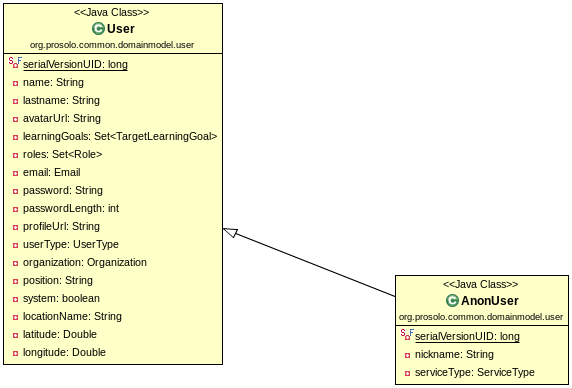 <<Java Class>>
User
org.prosolo.common.domainmodel.user
serialVersionUID: long
name: String
lastname: String
avatarUrl: String
learningGoals: Set<TargetLearningGoal>
roles: Set<Role>
email: Email
password: String
passwordLength: int
profileUrl: String
userType: UserType
organization: Organization
position: String
system: boolean
locationName: String
latitude: Double
longitude: Double
<<Java Class>>
AnonUser
org.prosolo.common.domainmodel.user
serialVersionUID: long
nickname: String
serviceType: ServiceType